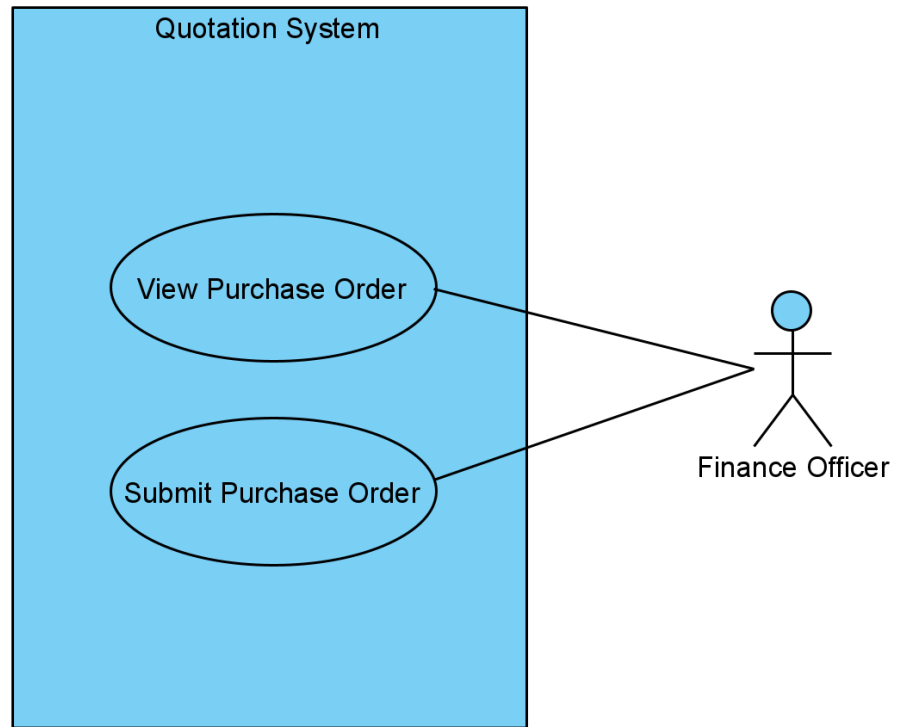 Quotation System
View Purchase Order
Submit Purchase Order
Finance Officer